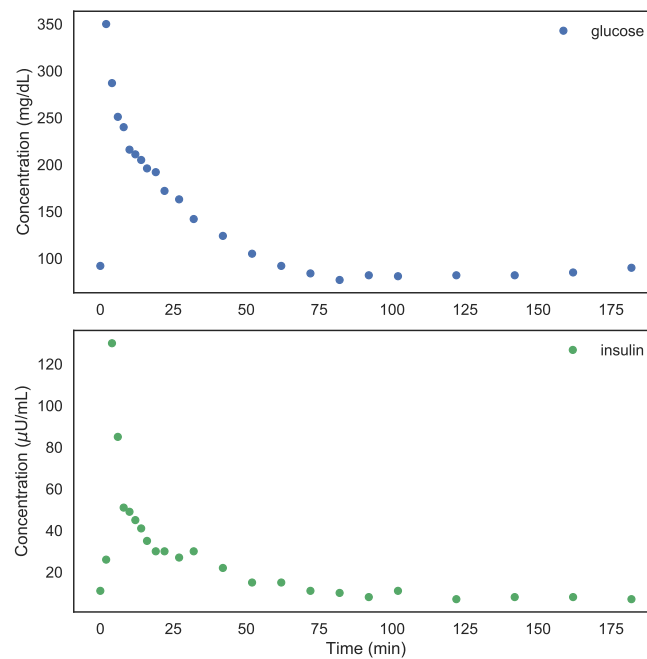 350
300
250
200
150
100
Concentration (mg/dL)
glucose
0 25 50 75 100 125 150 175
120
100
80
60
40
20
Concentration (μU/mL)
insulin
0 25 50 75 100 125 150 175
Time (min)